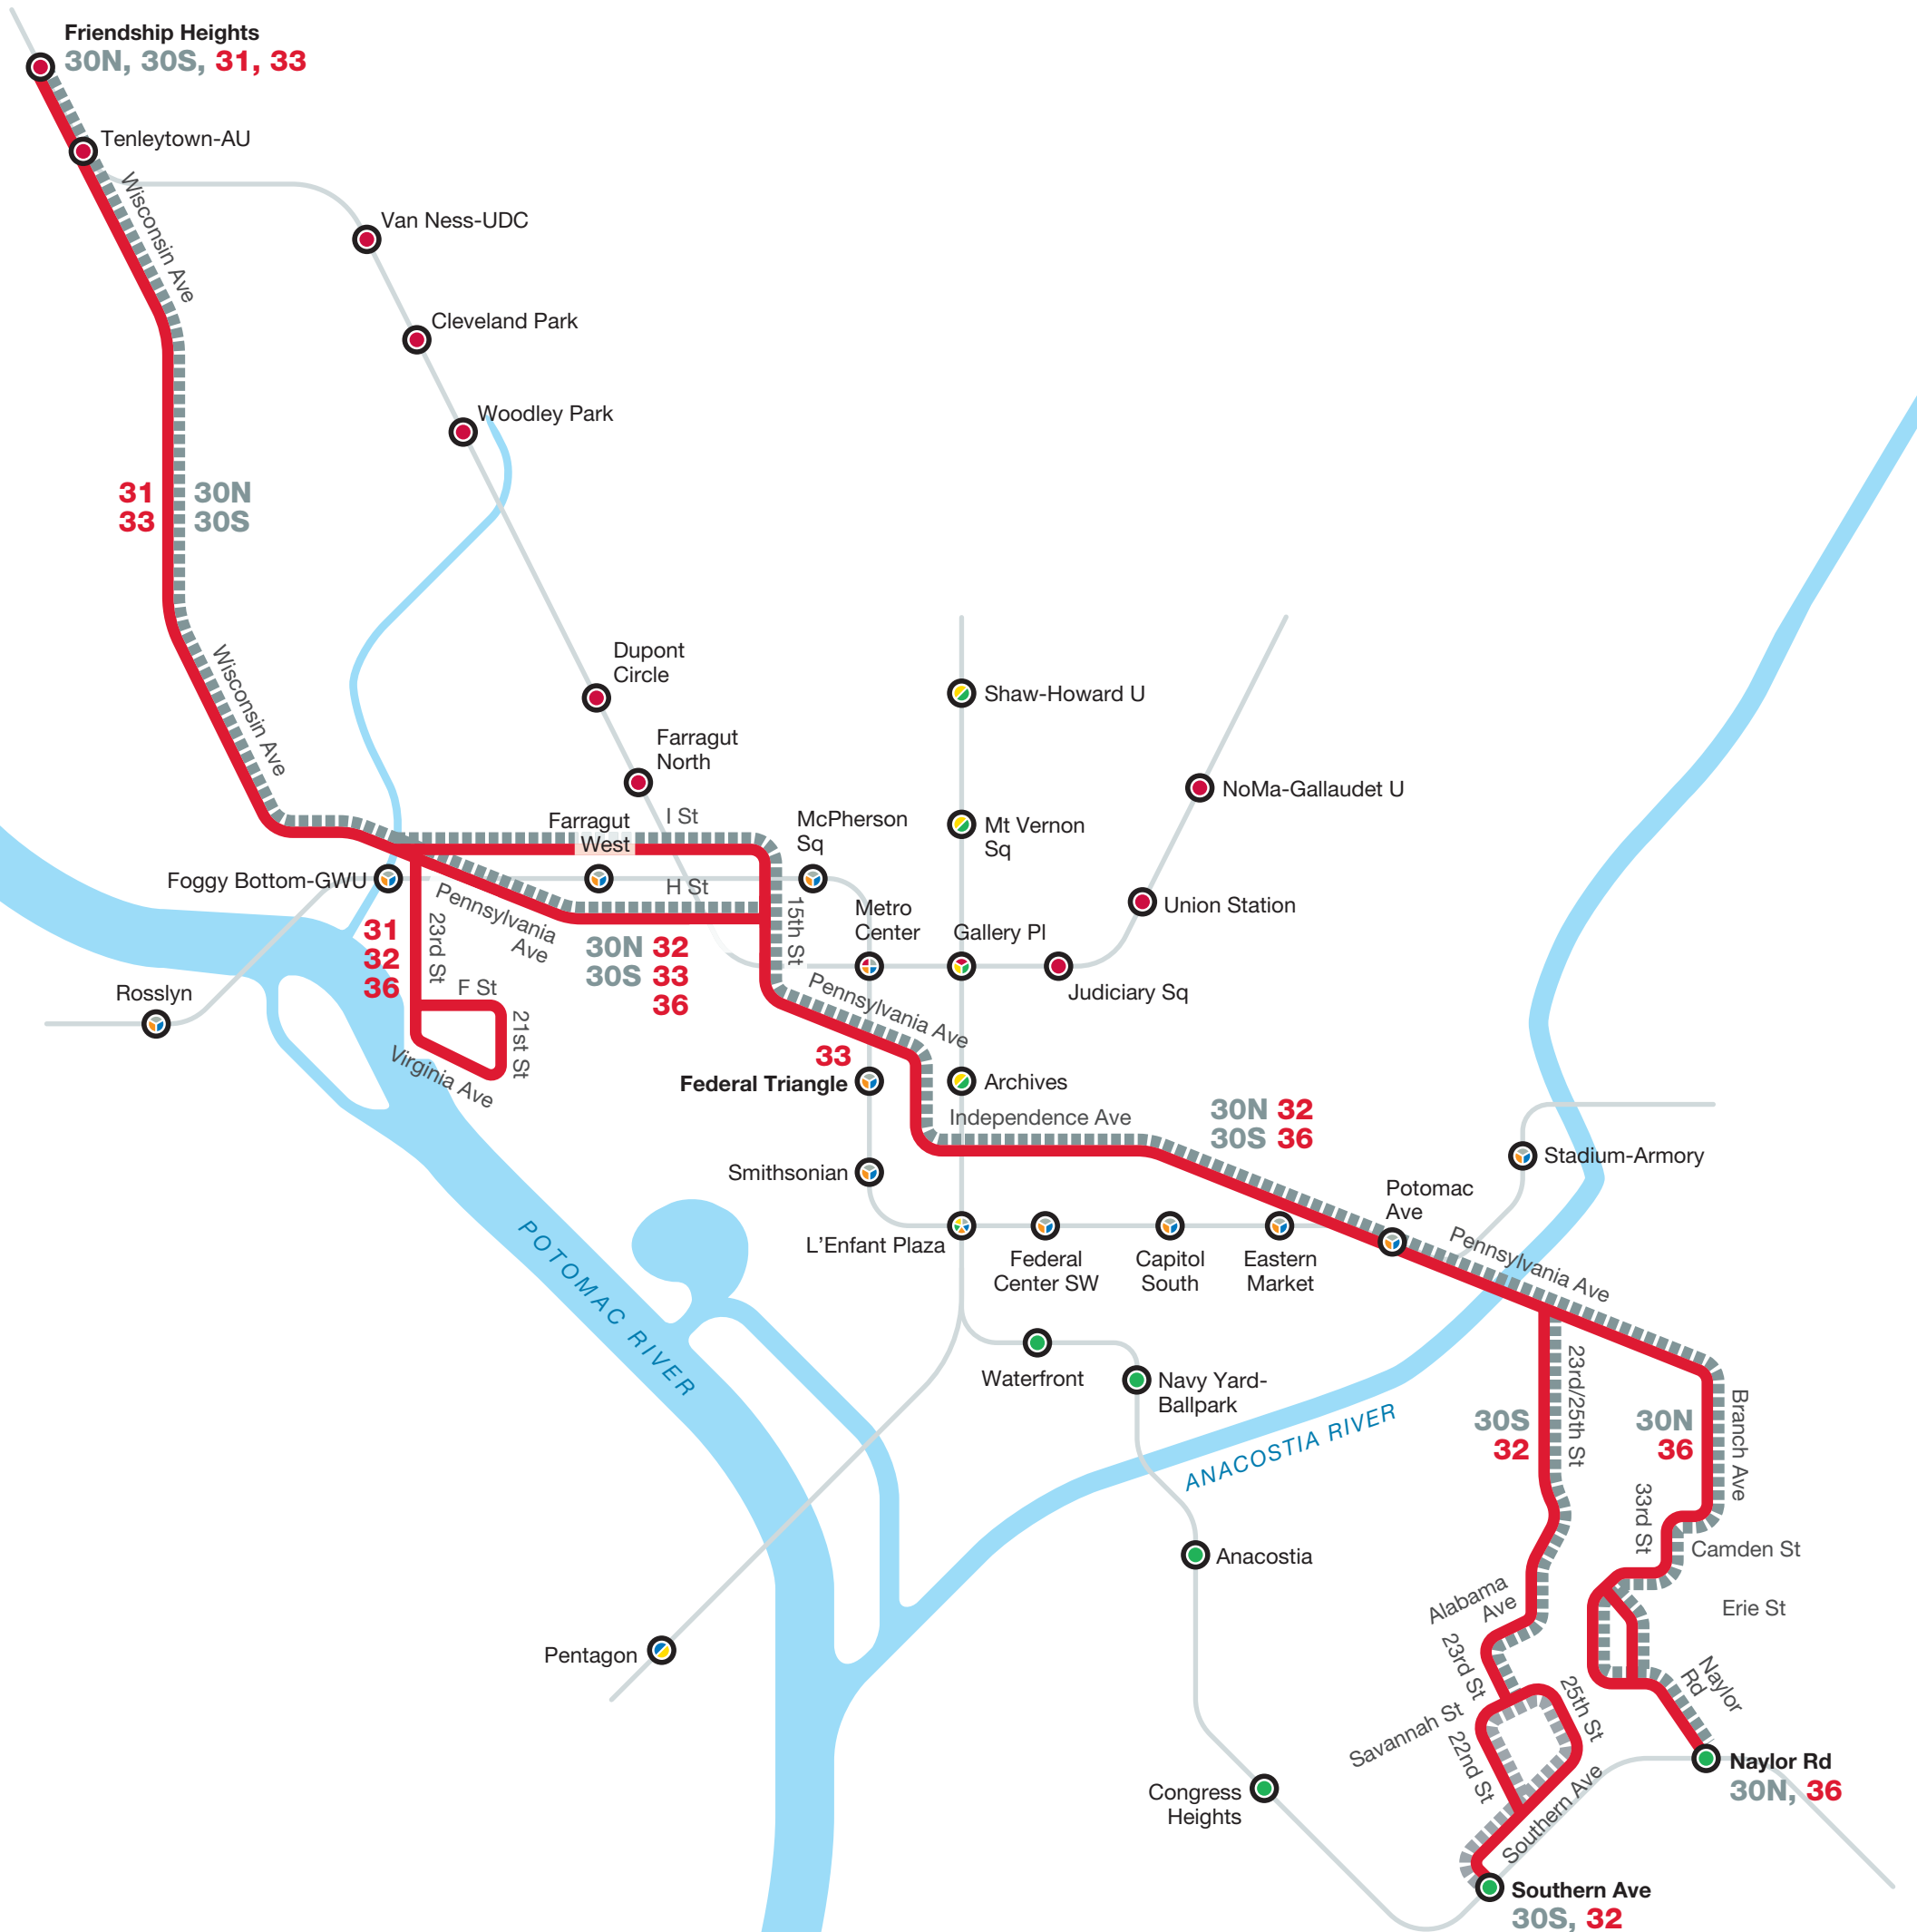 Friendship Heights
30N, 30S, 31, 33
Tenleytown-AU
Wisconsin Ave
Van Ness-UDC
Cleveland Park
Woodley Park
31
33
30N
30S
Wisconsin Ave
Dupont
Circle
Farragut
North
Shaw-Howard U
NoMa-Gallaudet U
Farragut
West
I St
McPherson
Sq
Mt Vernon
Sq
Foggy Bottom-GWU
H St
Pennsylvania
Ave
15th St
Metro
Center
Gallery Pl
Union Station
31
32
36
23rd St
30N 32
30S 33
36
F St
21st St
Virginia Ave
Rosslyn
Judiciary Sq
Pennsylvania Ave
33
Federal Triangle
Archives
Independence Ave
30N 32
30S 36
Stadium-Armory
Smithsonian
Potomac
Ave
Pennsylvania Ave
L'Enfant Plaza
Federal
Center SW
Capitol
South
Eastern
Market
POTOMAC RIVER
Waterfront
Navy Yard-
Ballpark
ANACOSTIA RIVER
23rd/25th St
30S
32
30N
36
Branch Ave
33rd St
Camden St
Anacostia
Alabama
Ave
Erie St
Pentagon
23rd St
25th St
Naylor
Rd
Savannah St
22nd St
Southern Ave
Congress
Heights
Naylor Rd
30N, 36
Southern Ave
30S, 32